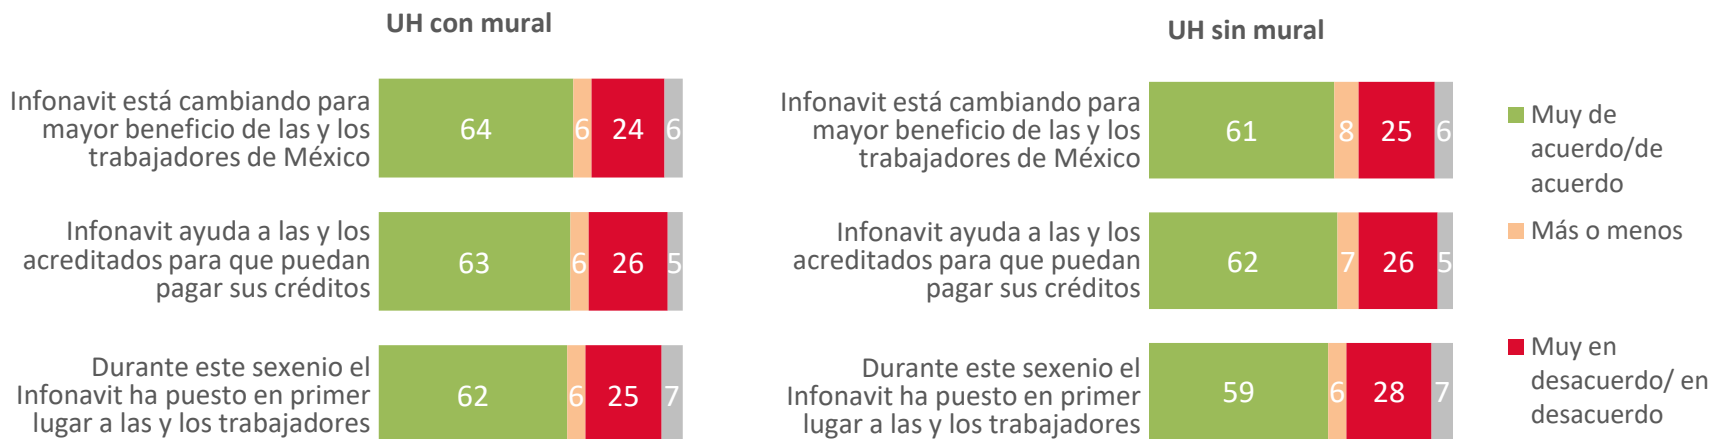 UH con mural
Infonavit está cambiando para
mayor beneficio de las y los
trabajadores de México
64 6 24 6
Infonavit ayuda a las y los
acreditados para que puedan
pagar sus créditos
63 6 26 5
Durante este sexenio el
Infonavit ha puesto en primer
lugar a las y los trabajadores
62 6 25 7
UH sin mural
Infonavit está cambiando para
mayor beneficio de las y los
trabajadores de México
61 8 25 6
Infonavit ayuda a las y los
acreditados para que puedan
pagar sus créditos
62 7 26 5
Durante este sexenio el
Infonavit ha puesto en primer
lugar a las y los trabajadores
59 6 28 7
Muy de
acuerdo/de
acuerdo
Más o menos
Muy en
desacuerdo/ en
desacuerdo